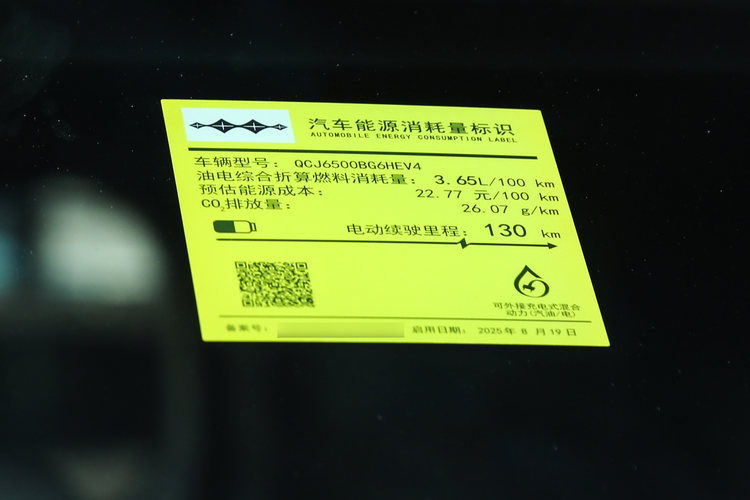 汽车能源消耗量标识
AUTOMOBILE ENERGY CONSUMPTION LABEL
车辆型号: QCJ6500BG6HEV4
油电综合折算燃料消耗量: 3.65L/100 km
预估能源成本: 22.77 元/100 km
CO₂排放量: 26.07 g/km
电动续驶里程: 130 km
可外接充电式混合
动力(汽油/电)
备案号: 启用日期: 2025年 8 月 19 日